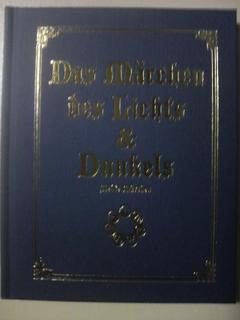 Das Märchen
des Lichts
&
Dunkels